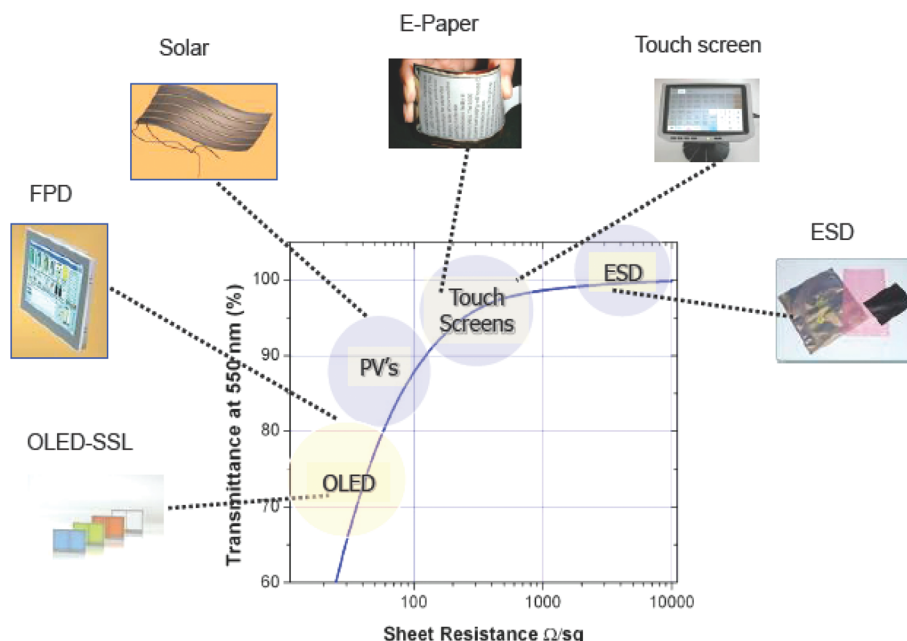 E-Paper
Solar
Touch screen
FPD
ESD
OLED-SSL
Transmittance at 550 nm (%)
100
90
80
70
60
ESD
Touch
Screens
PV's
OLED
100
1000
10000
Sheet Resistance Ω/sq